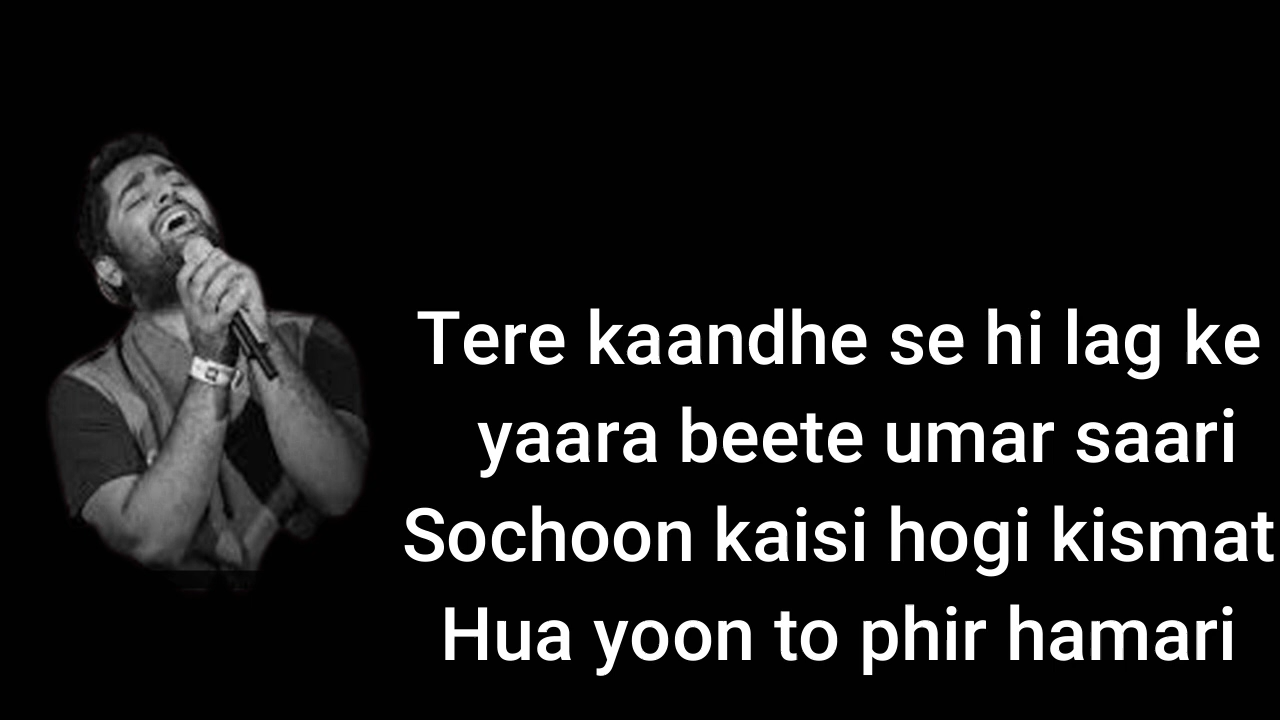 Tere kaandhe se hi lag ke
yaara beete umar saari
Sochoon kaisi hogi kismat
Hua yoon to phir hamari